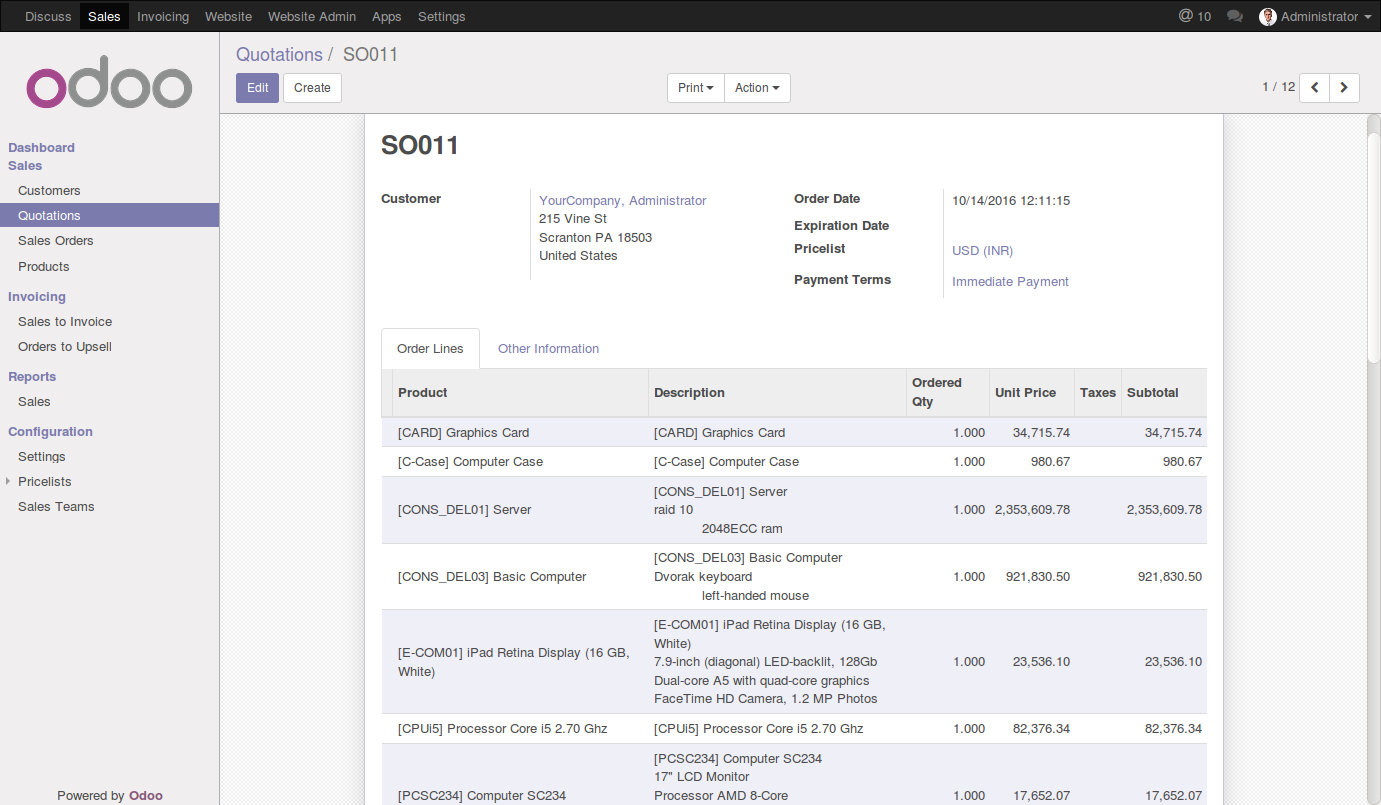 Discuss Sales Invoicing Website Website Admin Apps Settings @ 10 Administrator
odoo
Quotations / SO011
Edit Create Print Action 1 / 12
Dashboard
Sales
Customers
Quotations
Sales Orders
Products
Invoicing
Sales to Invoice
Orders to Upsell
Reports
Sales
Configuration
Settings
Pricelists
Sales Teams
Powered by Odoo
SO011
Customer
YourCompany, Administrator
215 Vine St
Scranton PA 18503
United States
Order Date 10/14/2016 12:11:15
Expiration Date
Pricelist USD (INR)
Payment Terms Immediate Payment
Order Lines Other Information
Product Description Ordered Qty Unit Price Taxes Subtotal
[CARD] Graphics Card [CARD] Graphics Card 1.000 34,715.74 34,715.74
[C-Case] Computer Case [C-Case] Computer Case 1.000 980.67 980.67
[CONS_DEL01] Server [CONS_DEL01] Server
raid 10
2048ECC ram
1.000 2,353,609.78 2,353,609.78
[CONS_DEL03] Basic Computer [CONS_DEL03] Basic Computer
Dvorak keyboard
left-handed mouse
1.000 921,830.50 921,830.50
[E-COM01] iPad Retina Display (16 GB,
White)
[E-COM01] iPad Retina Display (16 GB,
White)
7.9-inch (diagonal) LED-backlit, 128Gb
Dual-core A5 with quad-core graphics
FaceTime HD Camera, 1.2 MP Photos
1.000 23,536.10 23,536.10
[CPUi5] Processor Core i5 2.70 Ghz [CPUi5] Processor Core i5 2.70 Ghz 1.000 82,376.34 82,376.34
[PCSC234] Computer SC234 [PCSC234] Computer SC234
17" LCD Monitor
Processor AMD 8-Core
1.000 17,652.07 17,652.07